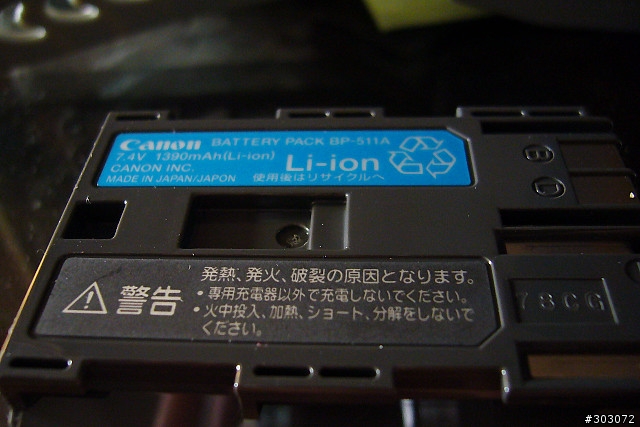 Canon BATTERY PACK BP-511A
7.4V 1390mAh(Li-ion)
Li-ion
CANON INC.
MADE IN JAPAN/JAPON 使用後はリサイクルへ
B
D
警告
発熱、発火、破裂の原因となります。
・専用充電器以外で充電しないでください。
・火中投入、加熱、ショート、分解をしないで
ください。
78CG
#303072